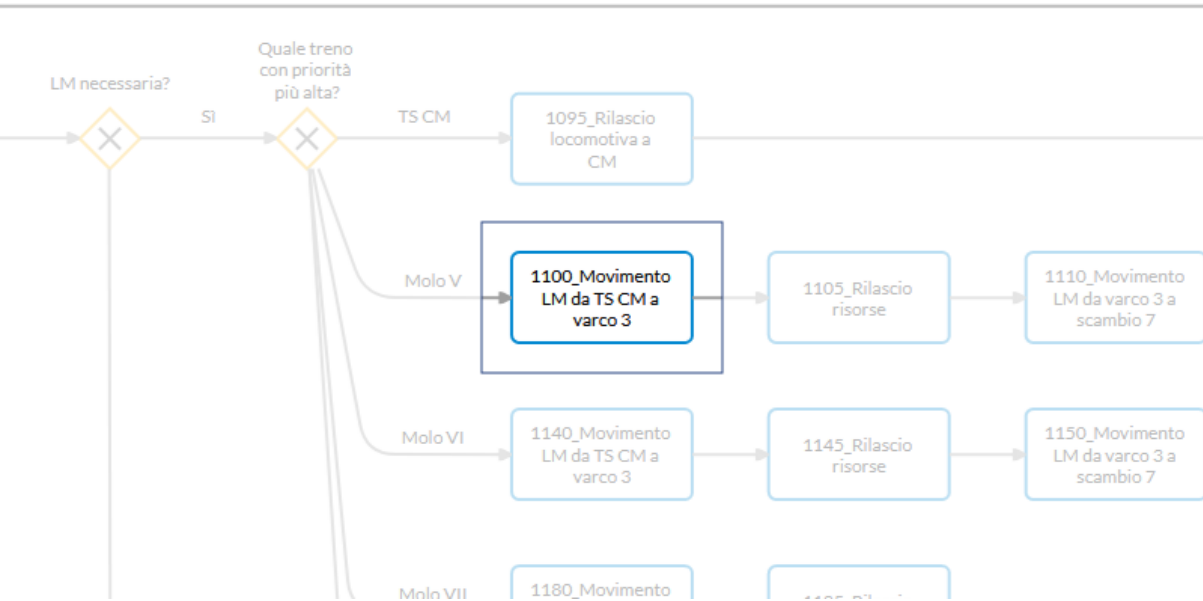 Quale treno
con priorità
più alta?
LM necessaria?
Sì
TS CM
1095_Rilascio
locomotiva a
CM
Molo V
1100_Movimento
LM da TS CM a
varco 3
1105_Rilascio
risorse
1110_Movimento
LM da varco 3 a
scambio 7
Molo VI
1140_Movimento
LM da TS CM a
varco 3
1145_Rilascio
risorse
1150_Movimento
LM da varco 3 a
scambio 7
Molo VII
1180_Movimento